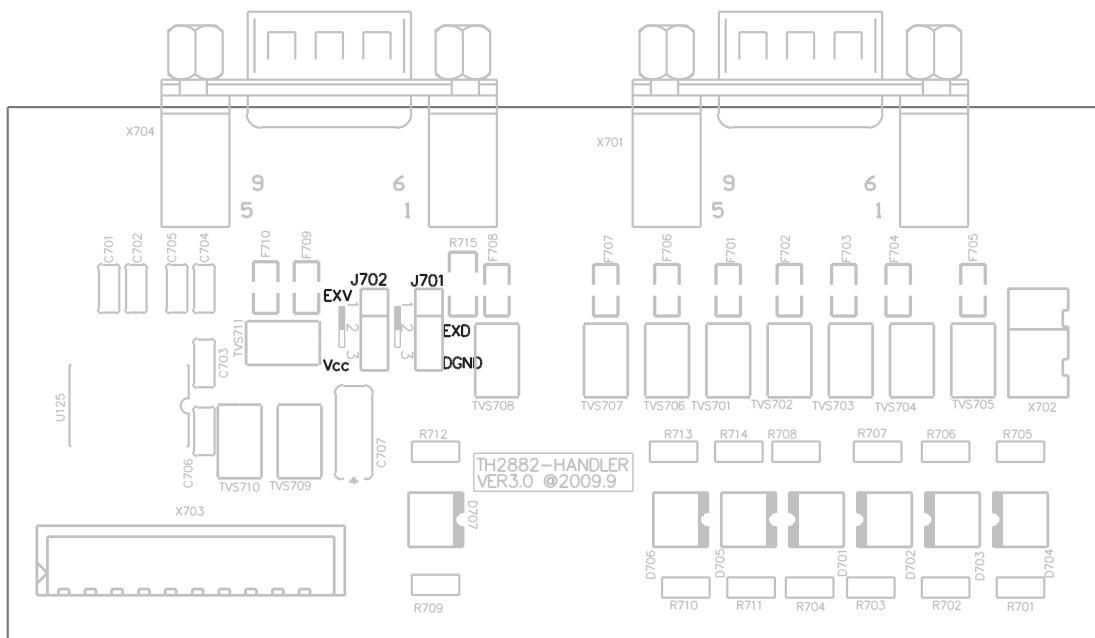 X704
X701
9
6
9
6
5
1
5
1
C701
C702
C705
C704
F710
F709
R715
F708
F707
F706
F701
F702
F703
F704
F705
J702
J701
EXV
1
2
3
1
2
3
EXD
TVS711
Vcc
DGND
C703
U125
TVS708
TVS707
TVS706
TVS701
TVS702
TVS703
TVS704
TVS705
X702
C706
C707
R712
R713
R714
R708
R707
R706
R705
TH2882-HANDLER
VER3.0 @2009.9
TVS710
TVS709
X703
D707
D706
D705
D701
D702
D703
D704
R709
R710
R711
R704
R703
R702
R701